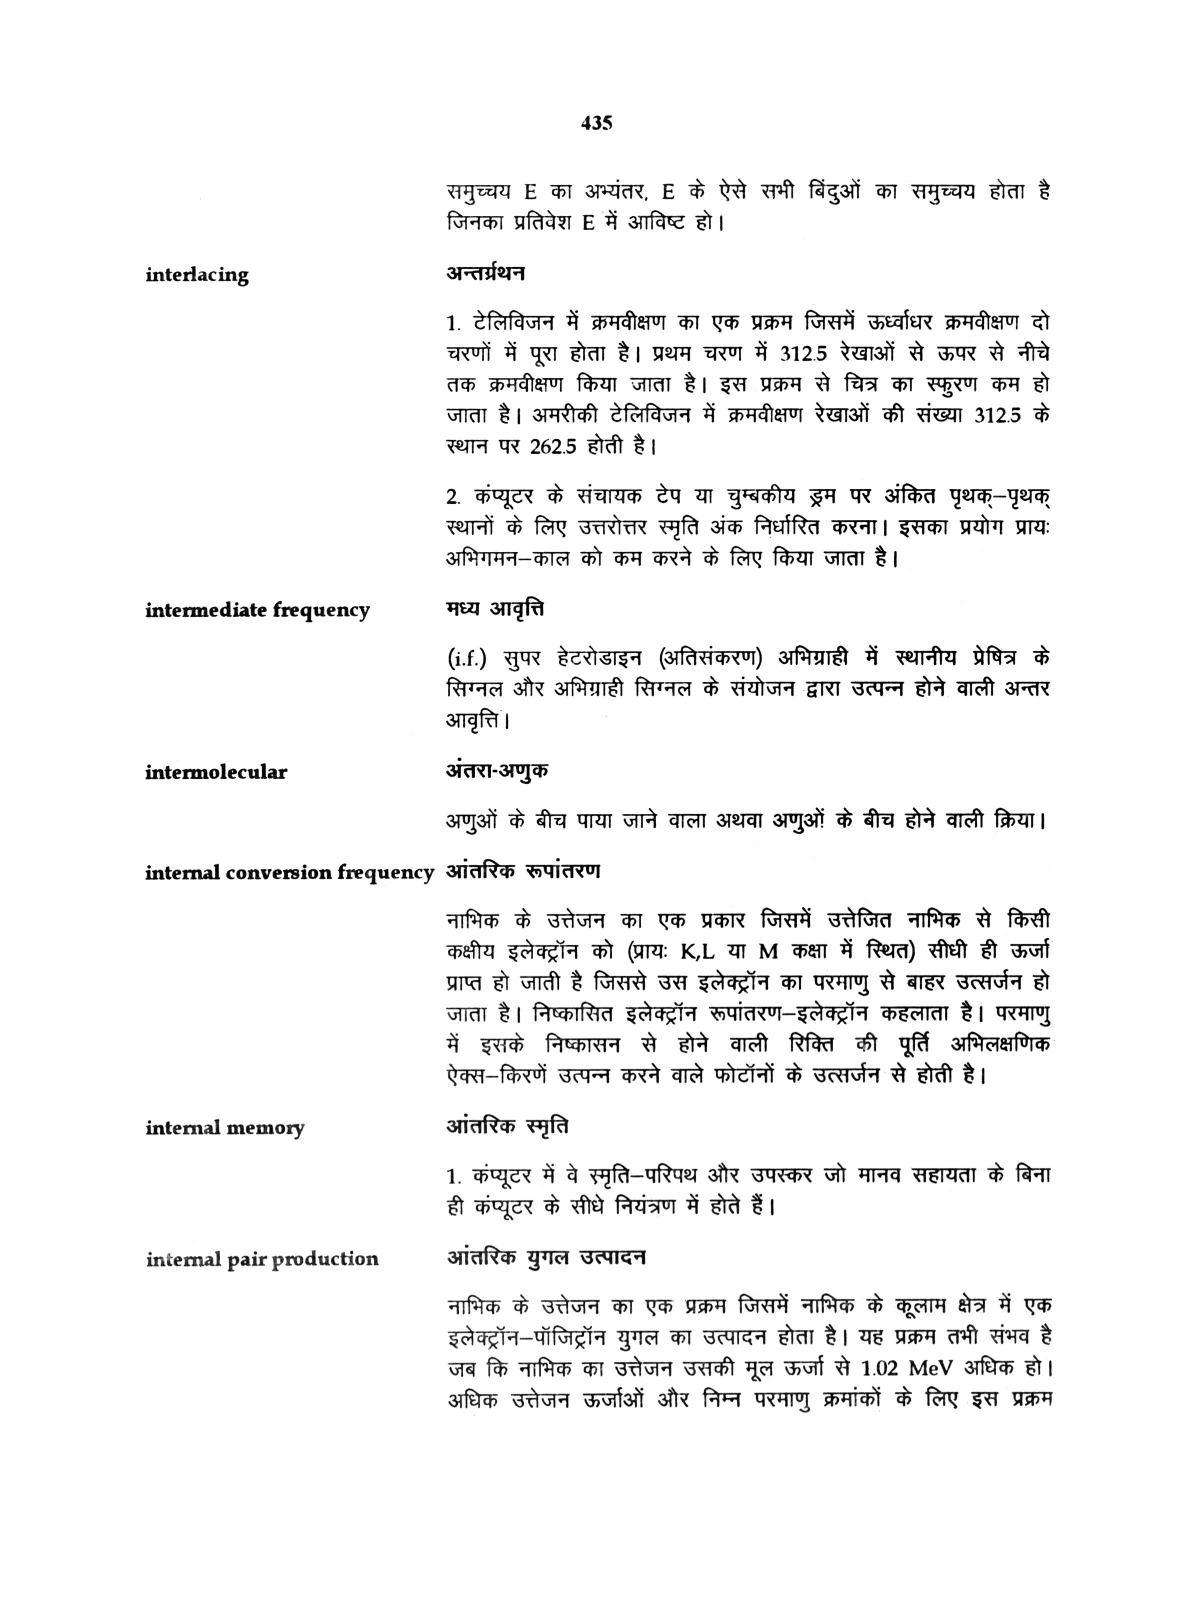 435
समुच्चय E का अभ्यंतर, E के ऐसे सभी बिंदुओं का समुच्चय होता है
जिनका प्रतिवेश E में आविष्ट हो।
interlacing अन्तर्ग्रथन
1. टेलिविजन में क्रमवीक्षण का एक प्रक्रम जिसमें ऊर्ध्वाधर क्रमवीक्षण दो
चरणों में पूरा होता है। प्रथम चरण में 312.5 रेखाओं से ऊपर से नीचे
तक क्रमवीक्षण किया जाता है। इस प्रक्रम से चित्र का स्फुरण कम हो
जाता है। अमरीकी टेलिविजन में क्रमवीक्षण रेखाओं की संख्या 312.5 के
स्थान पर 262.5 होती है।
2. कंप्यूटर के संचायक टेप या चुम्बकीय ड्रम पर अंकित पृथक्–पृथक्
स्थानों के लिए उत्तरोत्तर स्मृति अंक निर्धारित करना। इसका प्रयोग प्रायः
अभिगमन–काल को कम करने के लिए किया जाता है।
intermediate frequency मध्य आवृत्ति
(i.f.) सुपर हेटरोडाइन (अतिसंकरण) अभिग्राही में स्थानीय प्रेषित्र के
सिग्नल और अभिग्राही सिग्नल के संयोजन द्वारा उत्पन्न होने वाली अन्तर
आवृत्ति।
intermolecular अंतरा-अणुक
अणुओं के बीच पाया जाने वाला अथवा अणुओं के बीच होने वाली क्रिया।
internal conversion frequency आंतरिक रूपांतरण
नाभिक के उत्तेजन का एक प्रकार जिसमें उत्तेजित नाभिक से किसी
कक्षीय इलेक्ट्रॉन को (प्रायः K,L या M कक्षा में स्थित) सीधी ही ऊर्जा
प्राप्त हो जाती है जिससे उस इलेक्ट्रॉन का परमाणु से बाहर उत्सर्जन हो
जाता है। निष्कासित इलेक्ट्रॉन रूपांतरण–इलेक्ट्रॉन कहलाता है। परमाणु
में इसके निष्कासन से होने वाली रिक्ति की पूर्ति अभिलक्षणिक
ऐक्स–किरणें उत्पन्न करने वाले फोटॉनों के उत्सर्जन से होती है।
internal memory आंतरिक स्मृति
1. कंप्यूटर में वे स्मृति–परिपथ और उपस्कर जो मानव सहायता के बिना
ही कंप्यूटर के सीधे नियंत्रण में होते हैं।
internal pair production आंतरिक युगल उत्पादन
नाभिक के उत्तेजन का एक प्रक्रम जिसमें नाभिक के कूलाम क्षेत्र में एक
इलेक्ट्रॉन–पॉजिट्रॉन युगल का उत्पादन होता है। यह प्रक्रम तभी संभव है
जब कि नाभिक का उत्तेजन उसकी मूल ऊर्जा से 1.02 MeV अधिक हो।
अधिक उत्तेजन ऊर्जाओं और निम्न परमाणु क्रमांकों के लिए इस प्रक्रम